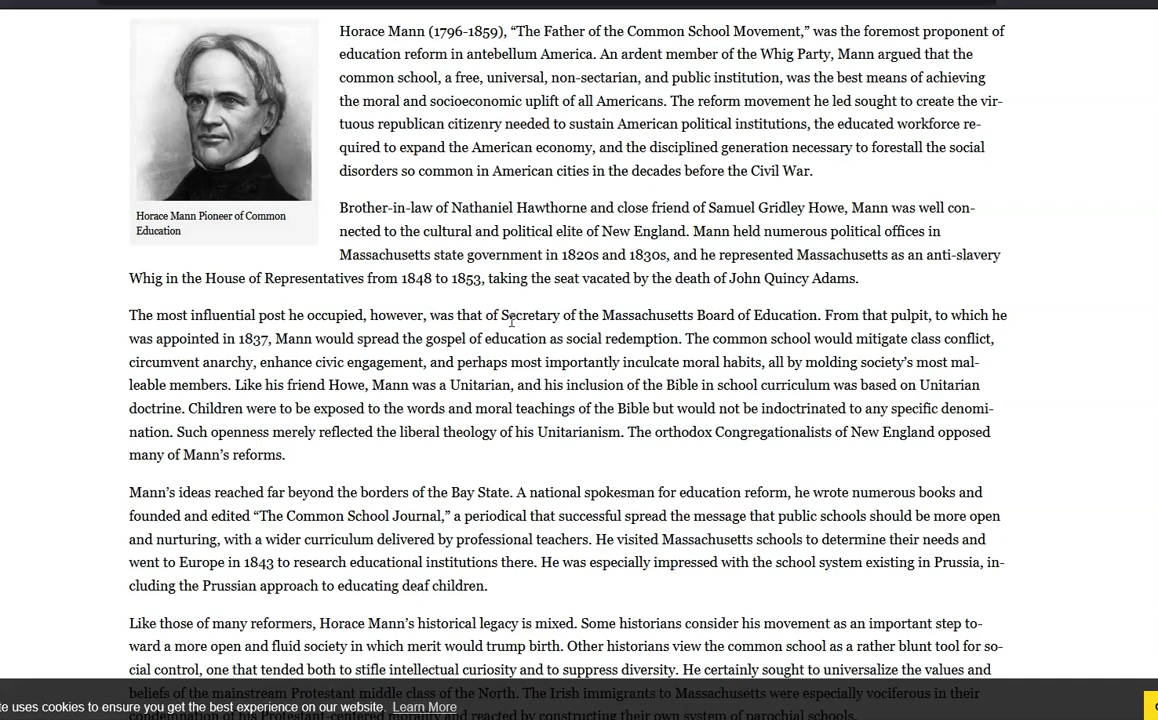 Horace Mann (1796-1859), “The Father of the Common School Movement,” was the foremost proponent of
education reform in antebellum America. An ardent member of the Whig Party, Mann argued that the
common school, a free, universal, non-sectarian, and public institution, was the best means of achieving
the moral and socioeconomic uplift of all Americans. The reform movement he led sought to create the vir-
tuous republican citizenry needed to sustain American political institutions, the educated workforce re-
quired to expand the American economy, and the disciplined generation necessary to forestall the social
disorders so common in American cities in the decades before the Civil War.
Horace Mann Pioneer of Common
Education
Brother-in-law of Nathaniel Hawthorne and close friend of Samuel Gridley Howe, Mann was well con-
nected to the cultural and political elite of New England. Mann held numerous political offices in
Massachusetts state government in 1820s and 1830s, and he represented Massachusetts as an anti-slavery
Whig in the House of Representatives from 1848 to 1853, taking the seat vacated by the death of John Quincy Adams.
The most influential post he occupied, however, was that of Secretary of the Massachusetts Board of Education. From that pulpit, to which he
was appointed in 1837, Mann would spread the gospel of education as social redemption. The common school would mitigate class conflict,
circumvent anarchy, enhance civic engagement, and perhaps most importantly inculcate moral habits, all by molding society’s most mal-
leable members. Like his friend Howe, Mann was a Unitarian, and his inclusion of the Bible in school curriculum was based on Unitarian
doctrine. Children were to be exposed to the words and moral teachings of the Bible but would not be indoctrinated to any specific denomi-
nation. Such openness merely reflected the liberal theology of his Unitarianism. The orthodox Congregationalists of New England opposed
many of Mann’s reforms.
Mann’s ideas reached far beyond the borders of the Bay State. A national spokesman for education reform, he wrote numerous books and
founded and edited “The Common School Journal,” a periodical that successful spread the message that public schools should be more open
and nurturing, with a wider curriculum delivered by professional teachers. He visited Massachusetts schools to determine their needs and
went to Europe in 1843 to research educational institutions there. He was especially impressed with the school system existing in Prussia, in-
cluding the Prussian approach to educating deaf children.
Like those of many reformers, Horace Mann’s historical legacy is mixed. Some historians consider his movement as an important step to-
ward a more open and fluid society in which merit would trump birth. Other historians view the common school as a rather blunt tool for so-
cial control, one that tended both to stifle intellectual curiosity and to suppress diversity. He certainly sought to universalize the values and
beliefs of the mainstream Protestant middle class of the North. The Irish immigrants to Massachusetts were especially vociferous in their
te uses cookies to ensure you get the best experience on our website. Learn More
condemnation of his Protestant-centered morality and reacted by constructing their own system of parochial schools.